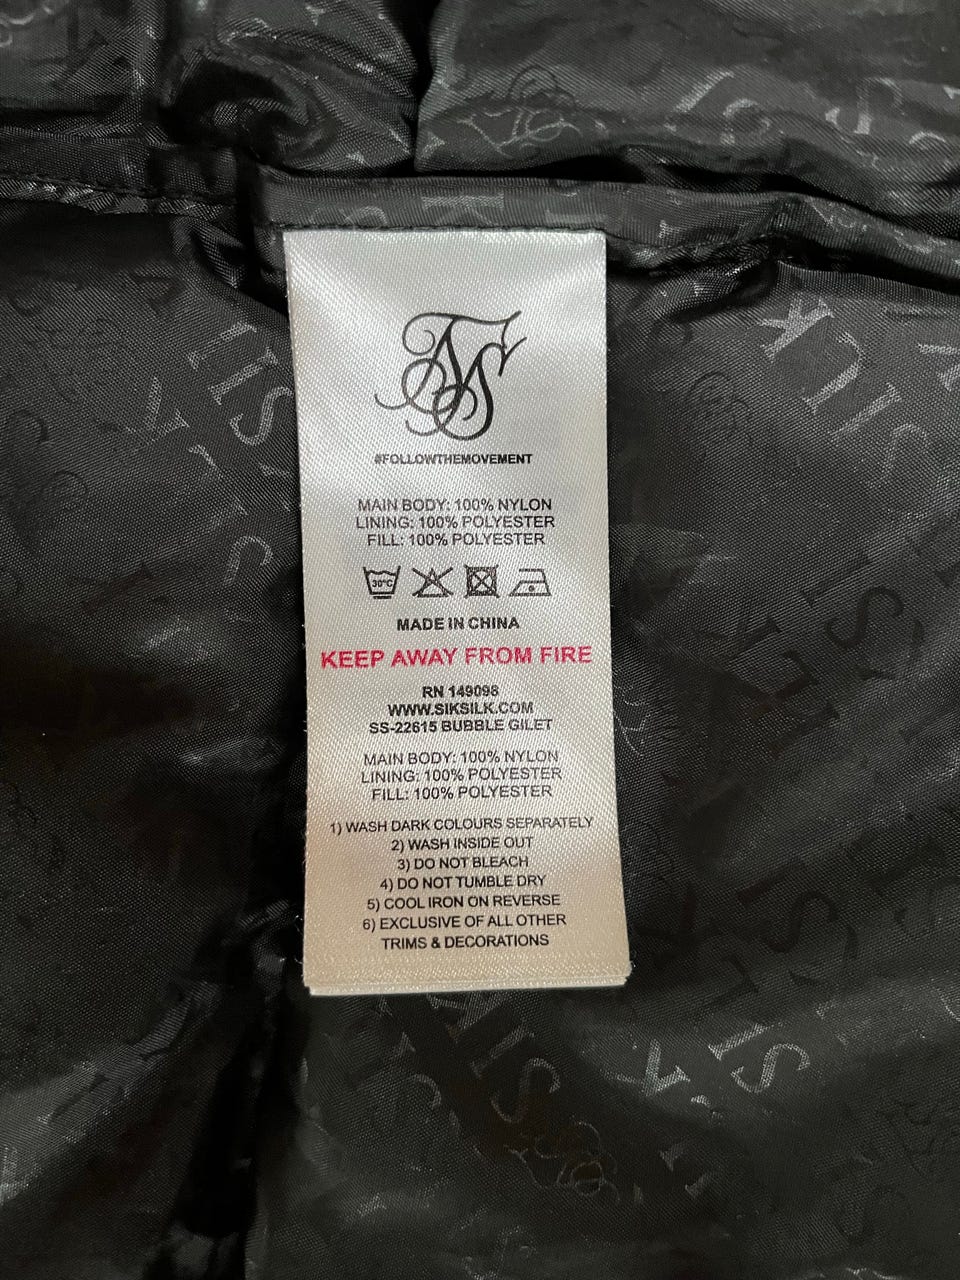 #FOLLOWTHEMOVEMENT
MAIN BODY: 100% NYLON
LINING: 100% POLYESTER
FILL: 100% POLYESTER
30°C
MADE IN CHINA
KEEP AWAY FROM FIRE
RN 149098
WWW.SIKSILK.COM
SS-22615 BUBBLE GILET
MAIN BODY: 100% NYLON
LINING: 100% POLYESTER
FILL: 100% POLYESTER
1) WASH DARK COLOURS SEPARATELY
2) WASH INSIDE OUT
3) DO NOT BLEACH
4) DO NOT TUMBLE DRY
5) COOL IRON ON REVERSE
6) EXCLUSIVE OF ALL OTHER
TRIMS & DECORATIONS